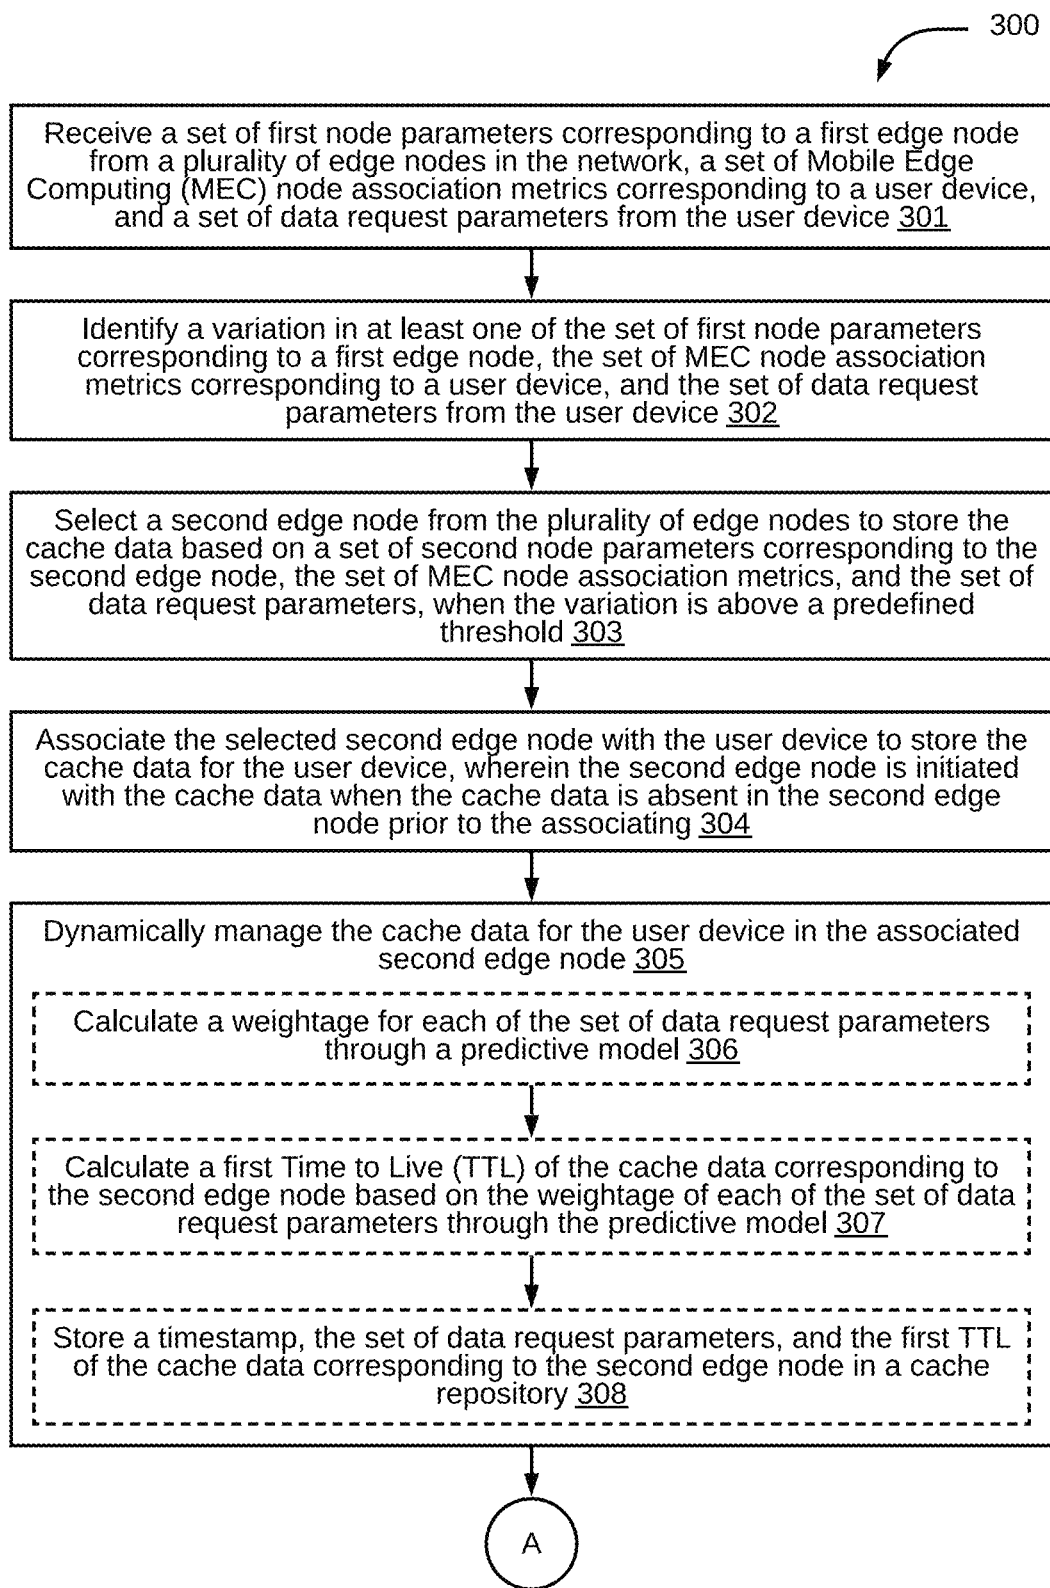 300
Receive a set of first node parameters corresponding to a first edge node
from a plurality of edge nodes in the network, a set of Mobile Edge
Computing (MEC) node association metrics corresponding to a user device,
and a set of data request parameters from the user device 301
Identify a variation in at least one of the set of first node parameters
corresponding to a first edge node, the set of MEC node association
metrics corresponding to a user device, and the set of data request
parameters from the user device 302
Select a second edge node from the plurality of edge nodes to store the
cache data based on a set of second node parameters corresponding to the
second edge node, the set of MEC node association metrics, and the set of
data request parameters, when the variation is above a predefined
threshold 303
Associate the selected second edge node with the user device to store the
cache data for the user device, wherein the second edge node is initiated
with the cache data when the cache data is absent in the second edge
node prior to the associating 304
Dynamically manage the cache data for the user device in the associated
second edge node 305
Calculate a weightage for each of the set of data request parameters
through a predictive model 306
Calculate a first Time to Live (TTL) of the cache data corresponding to
the second edge node based on the weightage of each of the set of data
request parameters through the predictive model 307
Store a timestamp, the set of data request parameters, and the first TTL
of the cache data corresponding to the second edge node in a cache
repository 308
A